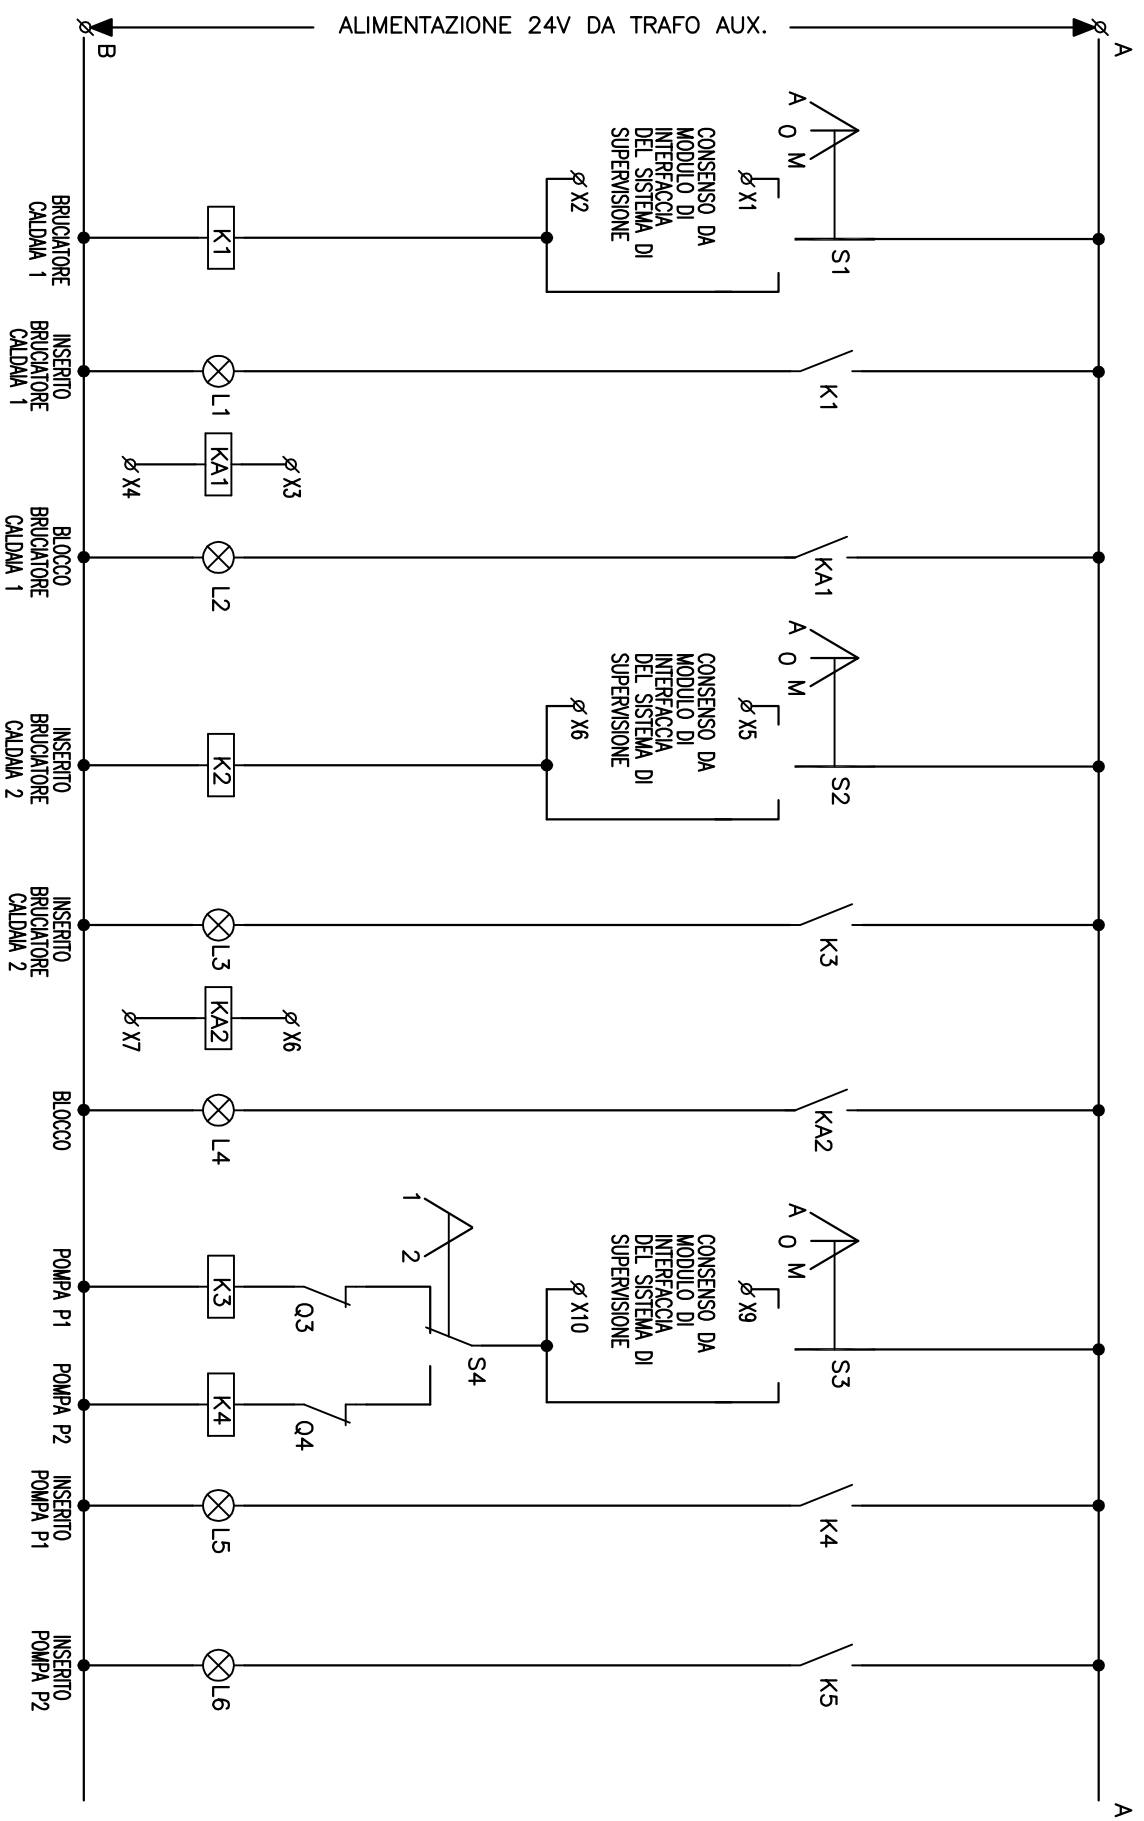 ALIMENTAZIONE 24V DA TRAFO AUX.
B
A
A
A
O
M
S1
CONSENSO DA
MODULO DI
INTERFACCIA
DEL SISTEMA DI
SUPERVISIONE
X1
X2
K1
BRUCIATORE
CALDAIA 1
K1
L1
INSERITO
BRUCIATORE
CALDAIA 1
X3
KA1
X4
KA1
L2
BLOCCO
BRUCIATORE
CALDAIA 1
A
O
M
S2
CONSENSO DA
MODULO DI
INTERFACCIA
DEL SISTEMA DI
SUPERVISIONE
X5
X6
K2
INSERITO
BRUCIATORE
CALDAIA 2
K3
L3
INSERITO
BRUCIATORE
CALDAIA 2
X6
KA2
X7
KA2
L4
BLOCCO
A
O
M
S3
CONSENSO DA
MODULO DI
INTERFACCIA
DEL SISTEMA DI
SUPERVISIONE
X9
X10
1
2
S4
Q3
K3
POMPA P1
Q4
K4
POMPA P2
K4
L5
INSERITO
POMPA P1
K5
L6
INSERITO
POMPA P2